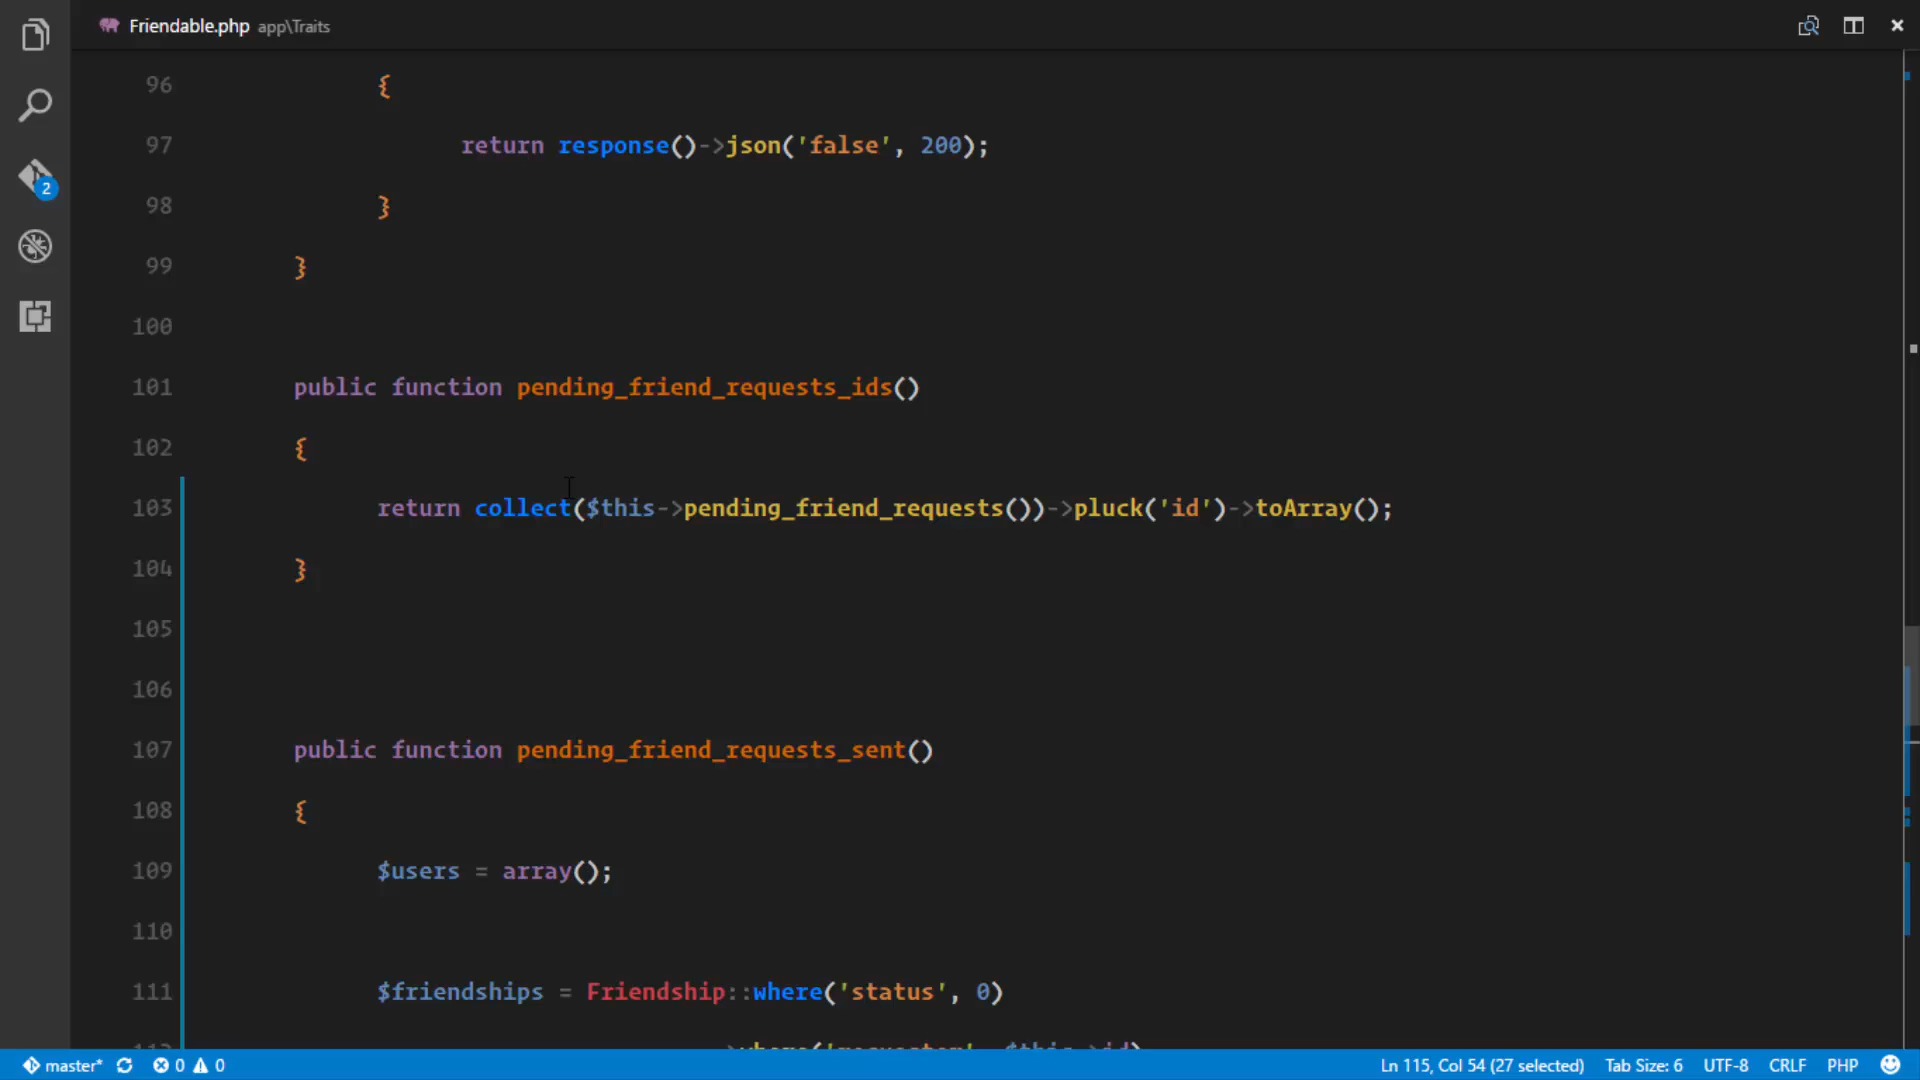 Friendable.php app\Traits
96 {
97 return response()->json('false', 200);
98 }
99 }
100
101 public function pending_friend_requests_ids()
102 {
103 return collect($this->pending_friend_requests())->pluck('id')->toArray();
104 }
105
106
107 public function pending_friend_requests_sent()
108 {
109 $users = array();
110
111 $friendships = Friendship::where('status', 0)
2
master* 0 0 Ln 115, Col 54 (27 selected) Tab Size: 6 UTF-8 CRLF PHP